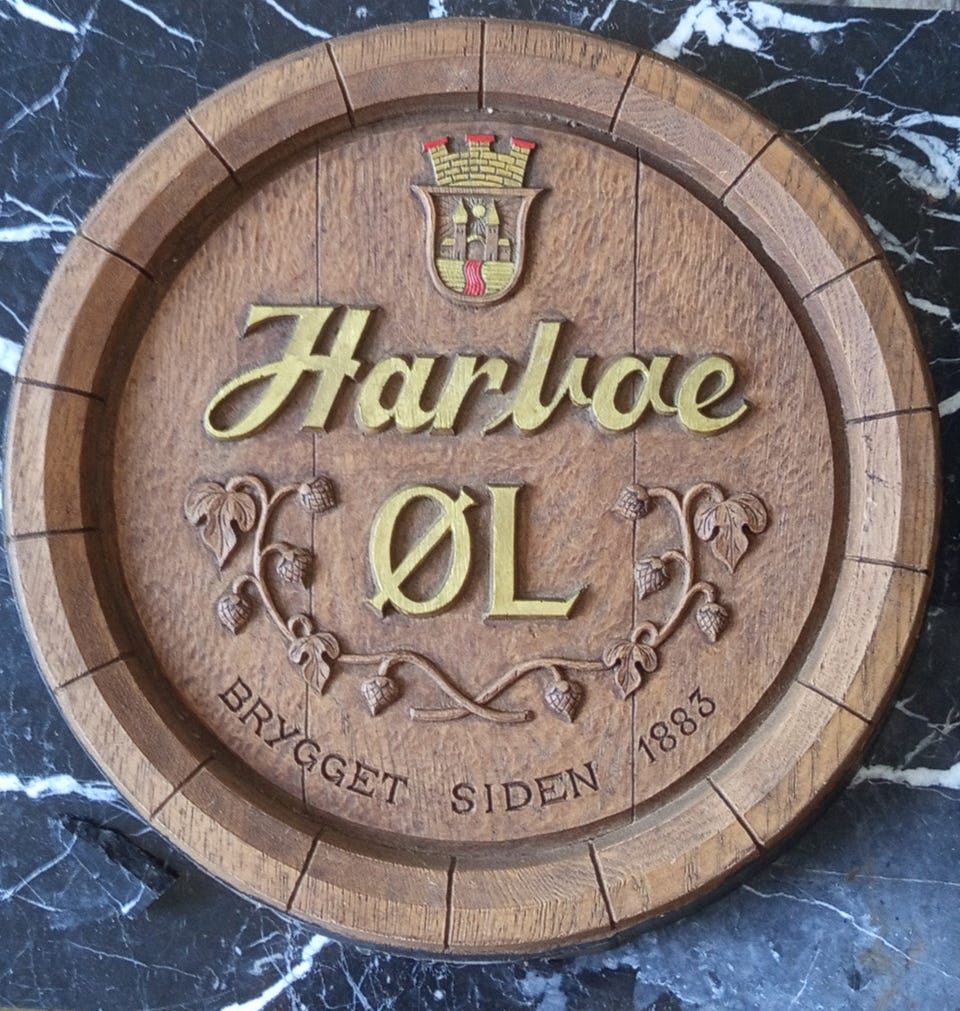 Harboe
ØL
BRYGGET SIDEN 1883